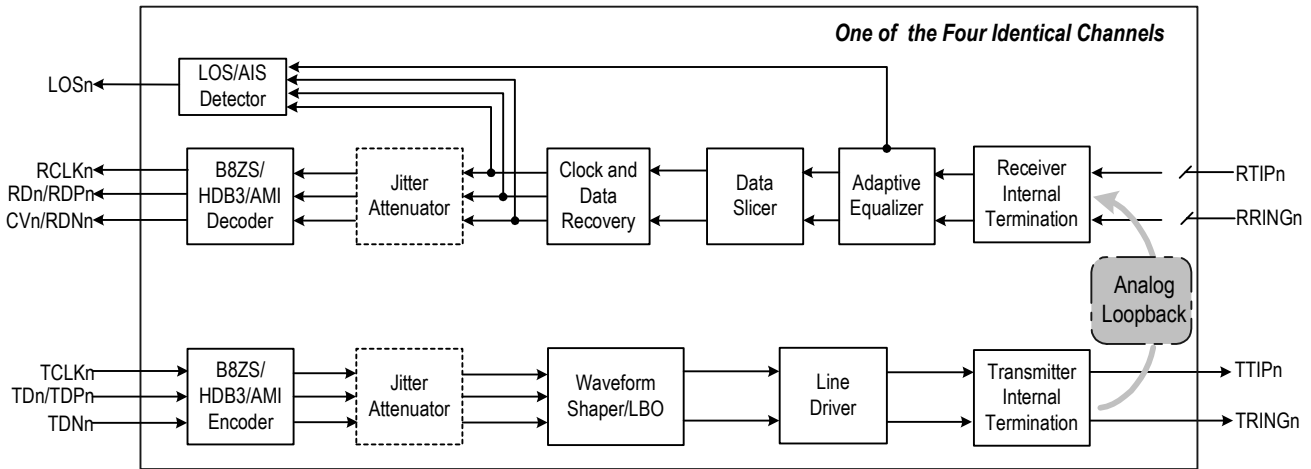 One of the Four Identical Channels
LOSn
LOS/AIS
Detector
RCLKn
RDn/RDPn
CVn/RDNn
B8ZS/
HDB3/AMI
Decoder
Jitter
Attenuator
Clock and
Data
Recovery
Data
Slicer
Adaptive
Equalizer
Receiver
Internal
Termination
RTIPn
RRINGn
Analog
Loopback
TCLKn
TDn/TDPn
TDNn
B8ZS/
HDB3/AMI
Encoder
Jitter
Attenuator
Waveform
Shaper/LBO
Line
Driver
Transmitter
Internal
Termination
TTIPn
TRINGn